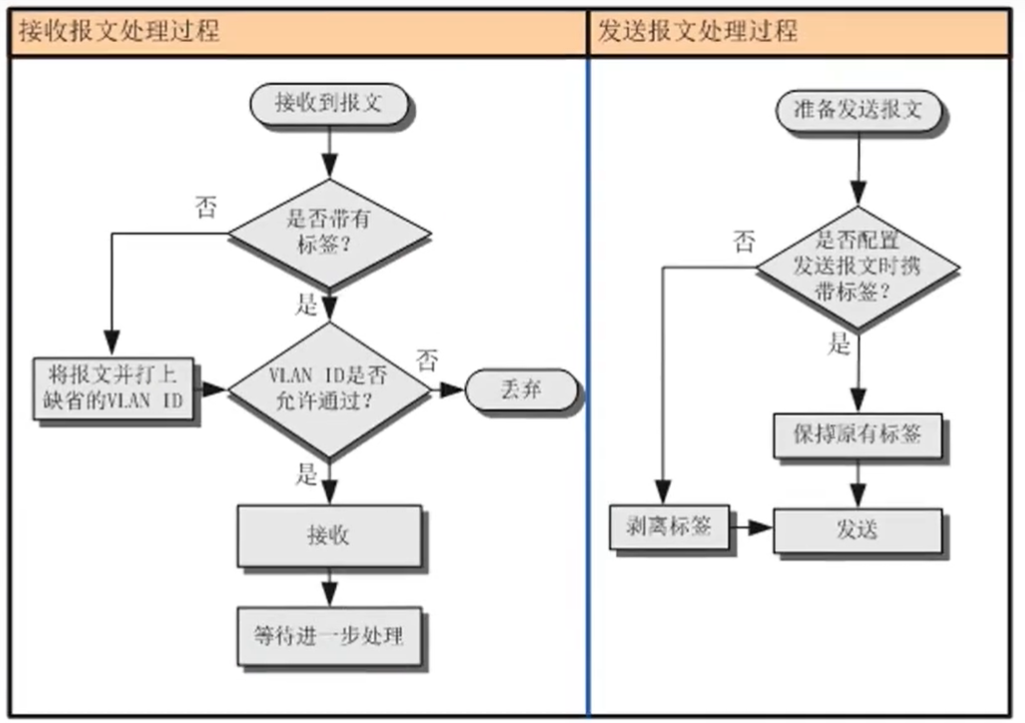 接收报文处理过程
接收到报文
否
是否带有
标签？
是
将报文并打上
缺省的VLAN ID
VLAN ID是否
允许通过？
否
丢弃
是
接收
等待进一步处理
发送报文处理过程
准备发送报文
否
是否配置
发送报文时携
带标签？
是
保持原有标签
剥离标签
发送